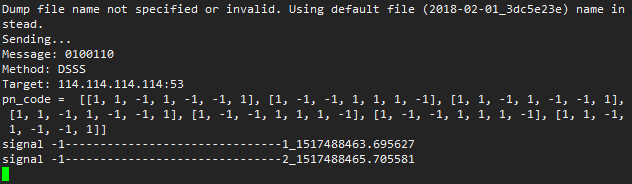 Dump file name not specified or invalid. Using default file (2018-02-01_3dc5e23e) name in
stead.
Sending...
Message: 0100110
Method: DSSS
Target: 114.114.114.114:53
pn_code =  [[1, 1, -1, 1, -1, -1, 1], [1, -1, -1, 1, 1, 1, -1], [1, 1, -1, 1, -1, -1, 1],
 [1, 1, -1, 1, -1, -1, 1], [1, -1, -1, 1, 1, 1, -1], [1, -1, -1, 1, 1, 1, -1], [1, 1, -1,
 1, -1, -1, 1]]
signal -1-------------------------------1_1517488463.695627
signal -1-------------------------------2_1517488465.705581